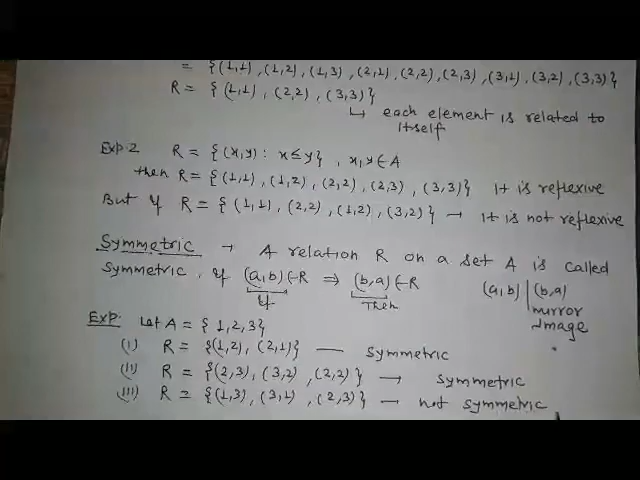 = {(1,1), (1,2), (1,3), (2,1), (2,2), (2,3), (3,1), (3,2), (3,3)}
R = {(1,1), (2,2), (3,3)}
↳ each element is related to itself
Exp.2 R = {(x,y): x≤y}, x,y∈A
then R = {(1,1), (1,2), (2,2), (2,3), (3,3)} It is reflexive
But if R = {(1,1), (2,2), (1,2), (3,2)} → It is not reflexive
Symmetric → A relation R on a set A is called
symmetric, if (a,b)∈R ⇒ (b,a)∈R (a,b) | (b,a)
if Then mirror
image
Exp: Let A = {1,2,3}
(i) R = {(1,2), (2,1)} — symmetric
(ii) R = {(2,3), (3,2), (2,2)} → symmetric
(iii) R = {(1,3), (3,1), (2,3)} → not symmetric